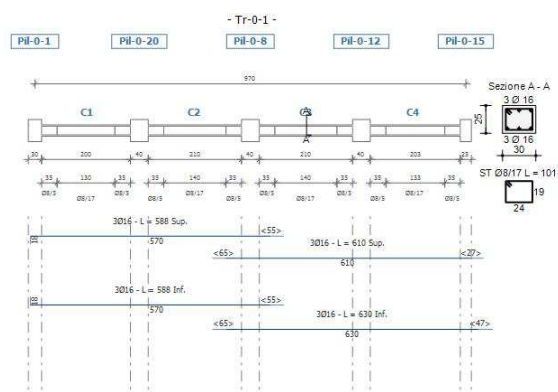 - Tr-0-1 -
Pil-0-1 Pil-0-20 Pil-0-8 Pil-0-12 Pil-0-15
970
Sezione A - A
3 Ø 16
C1 C2 C3 C4
A
25
A
3 Ø 16
30
30 200 40 210 40 210 40 203 23
ST Ø8/17 L = 101
35 130 35 35 140 35 35 140 35 35 133 35
19
24
Ø8/5 Ø8/17 Ø8/5 Ø8/5 Ø8/17 Ø8/5 Ø8/5 Ø8/17 Ø8/5 Ø8/5 Ø8/17 Ø8/5
3Ø16 - L = 588 Sup.
18 570 <55>
3Ø16 - L = 610 Sup.
<65> 610 <27>
3Ø16 - L = 588 Inf.
18 570 <55>
3Ø16 - L = 630 Inf.
<65> 630 <47>